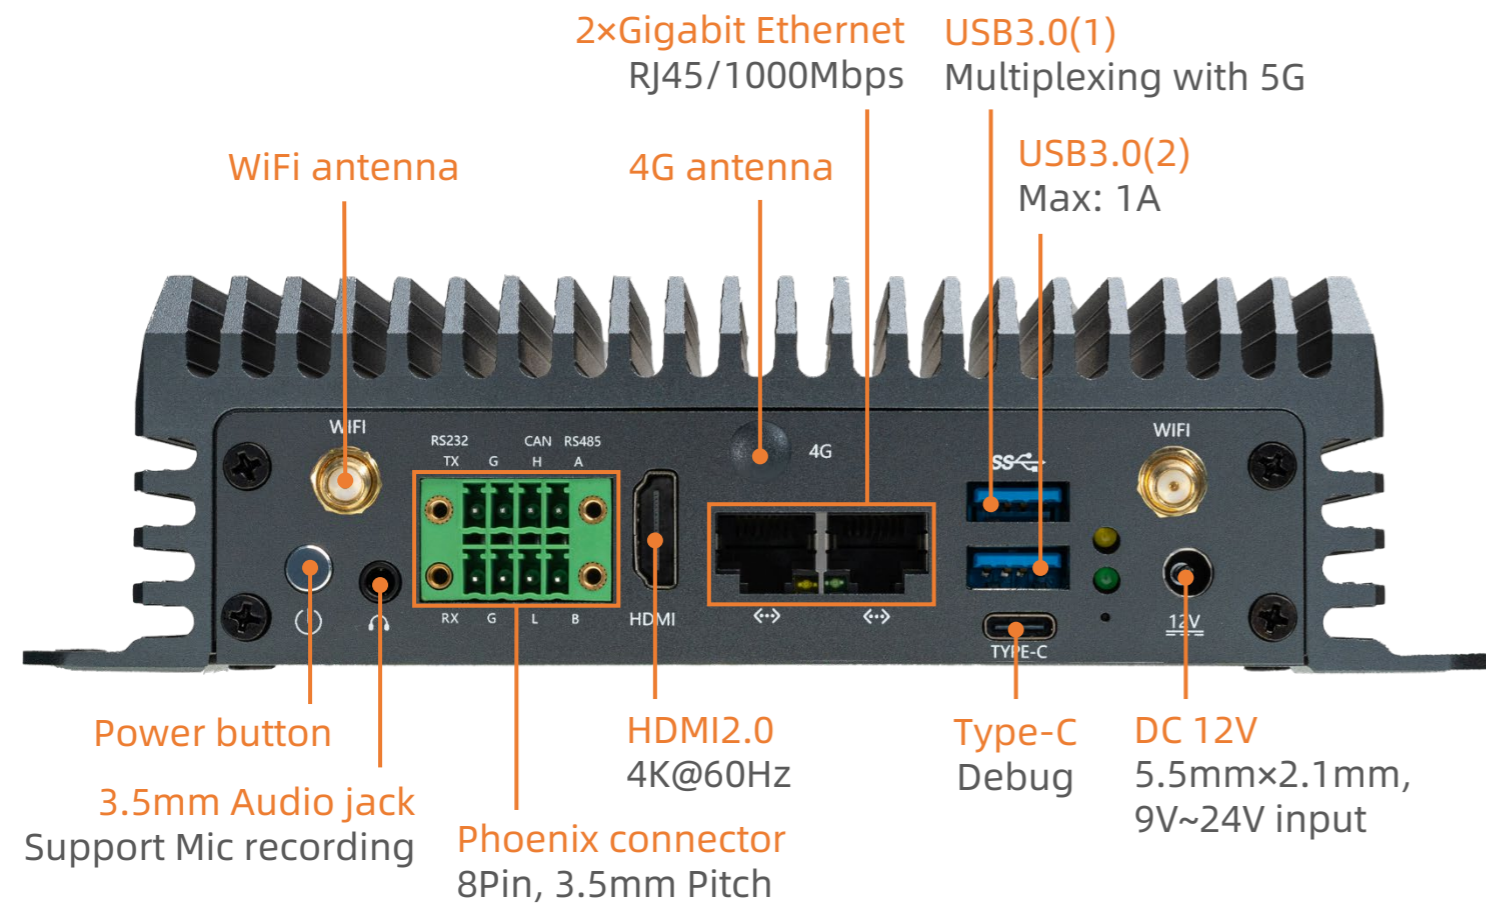 2×Gigabit Ethernet
RJ45/1000Mbps
USB3.0(1)
Multiplexing with 5G
USB3.0(2)
Max: 1A
WiFi antenna
4G antenna
WIFI
RS232
CAN
RS485
TX
G
H
A
4G
SS
WIFI
RX
G
L
B
HDMI
TYPE-C
12V
Power button
3.5mm Audio jack
Support Mic recording
Phoenix connector
8Pin, 3.5mm Pitch
HDMI2.0
4K@60Hz
Type-C
Debug
DC 12V
5.5mm×2.1mm,
9V~24V input